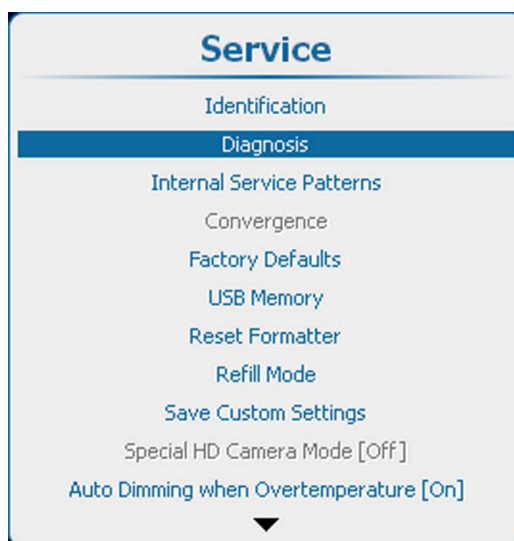 Service
Identification
Diagnosis
Internal Service Patterns
Convergence
Factory Defaults
USB Memory
Reset Formatter
Refill Mode
Save Custom Settings
Special HD Camera Mode [Off]
Auto Dimming when Overtemperature [On]